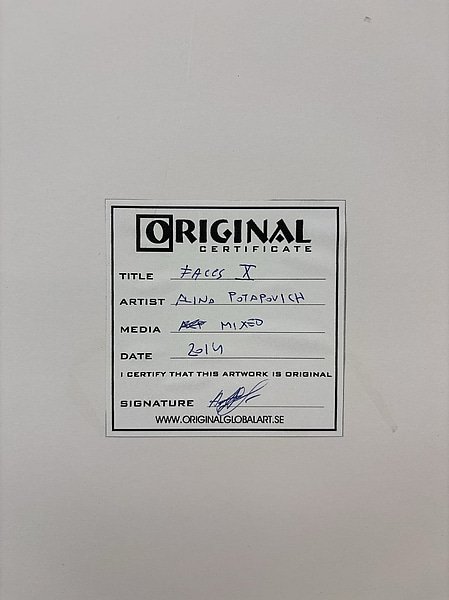 ORIGINAL
CERTIFICATE
TITLE FACES X
ARTIST ALINA POTAPOVICH
MEDIA MIXED
DATE 2014
I CERTIFY THAT THIS ARTWORK IS ORIGINAL
SIGNATURE
WWW.ORIGINALGLOBALART.SE